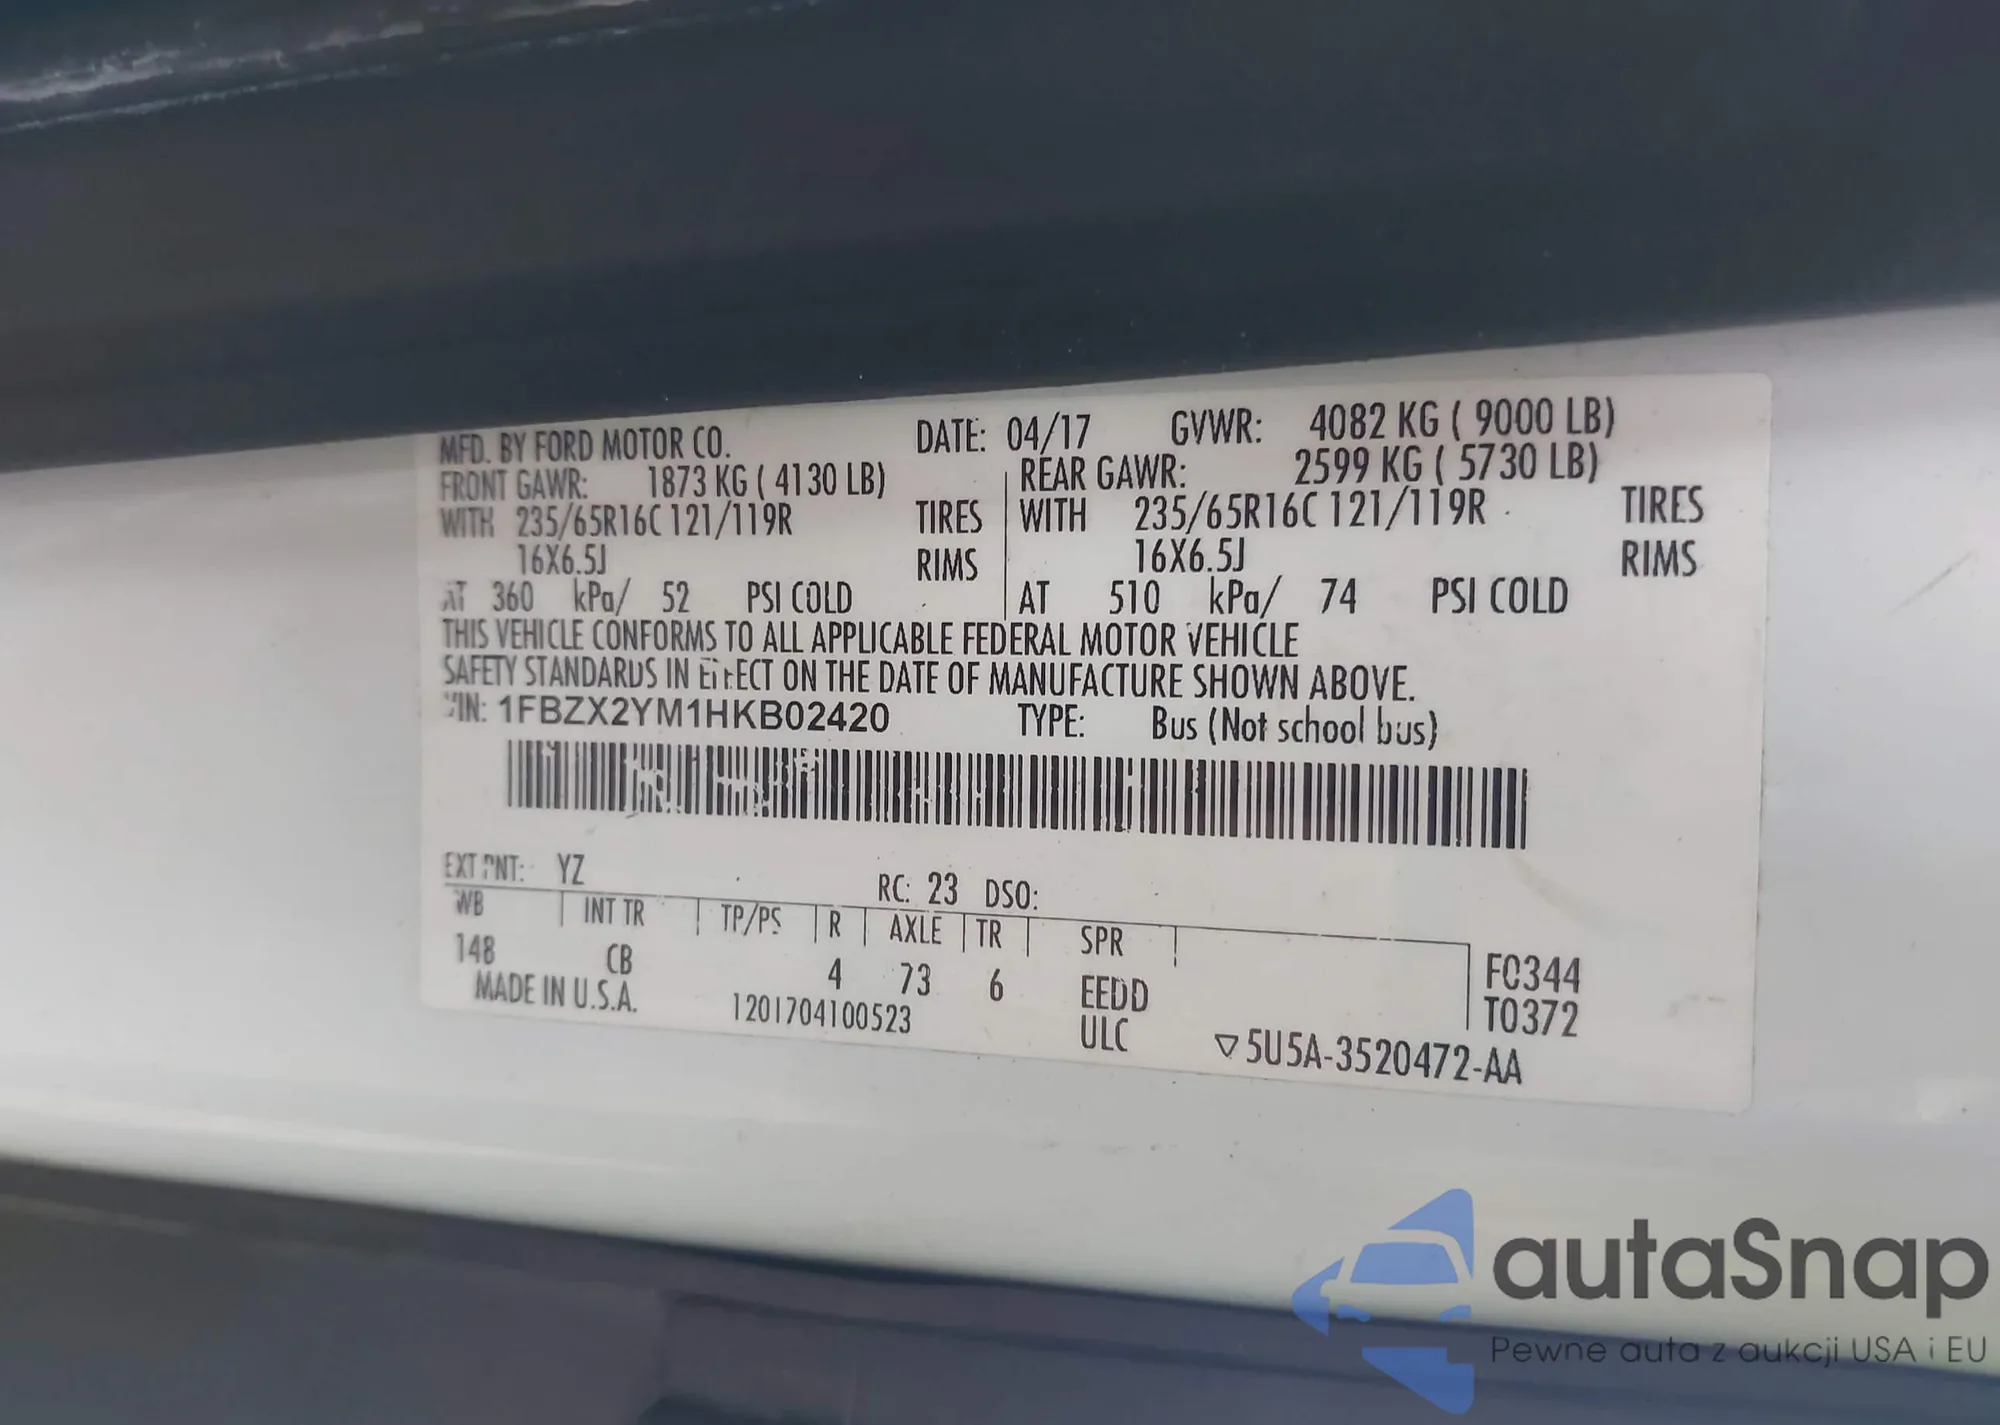 MFD. BY FORD MOTOR CO. DATE: 04/17 GVWR: 4082 KG ( 9000 LB)
FRONT GAWR: 1873 KG ( 4130 LB) REAR GAWR: 2599 KG ( 5730 LB)
WITH 235/65R16C 121/119R TIRES WITH 235/65R16C 121/119R TIRES
16X6.5J RIMS 16X6.5J RIMS
AT 360 kPa/ 52 PSI COLD AT 510 kPa/ 74 PSI COLD
THIS VEHICLE CONFORMS TO ALL APPLICABLE FEDERAL MOTOR VEHICLE
SAFETY STANDARDS IN EFFECT ON THE DATE OF MANUFACTURE SHOWN ABOVE.
VIN: 1FBZX2YM1HKB02420 TYPE: Bus (Not school bus)
EXT PNT: YZ RC: 23 DSO:
WB INT TR TP/PS R AXLE TR SPR
148 CB 4 73 6 EEDD F0344
MADE IN U.S.A. 1201704100523 ULC T0372
▽5U5A-3520472-AA
autaSnap
Pewne auta z aukcji USA i EU